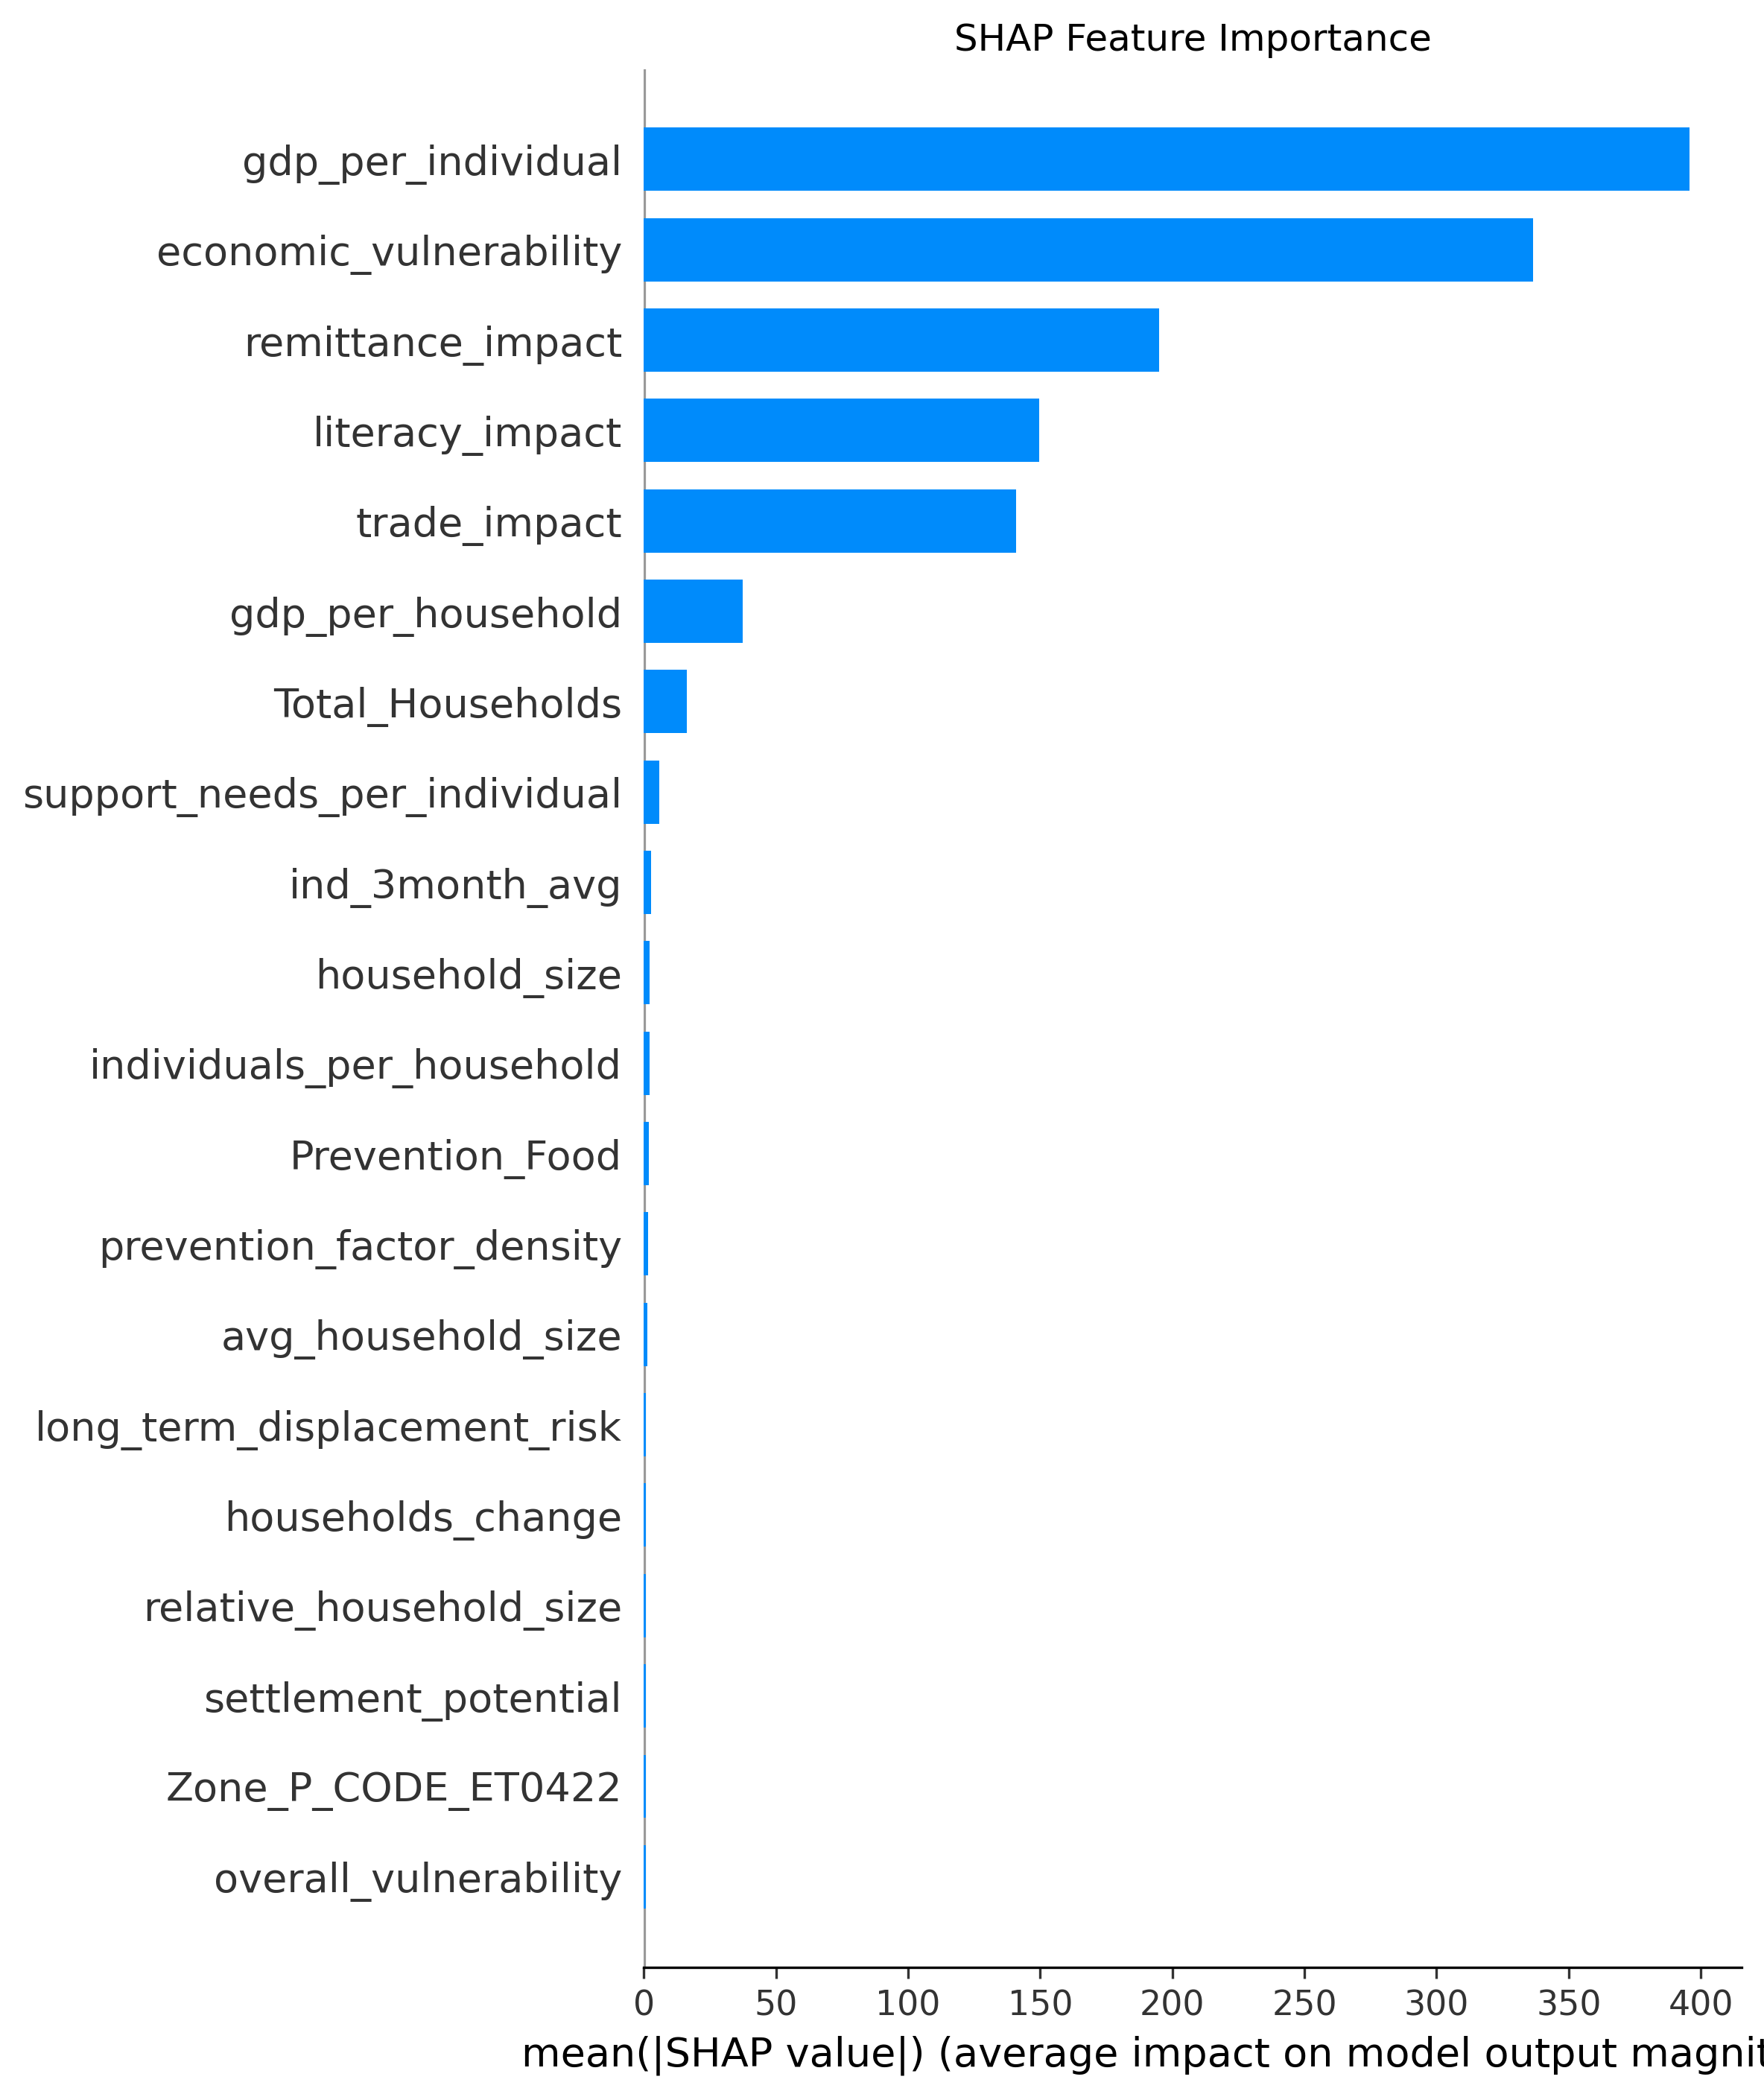 SHAP Feature Importance
gdp_per_individual
economic_vulnerability
remittance_impact
literacy_impact
trade_impact
gdp_per_household
Total_Households
support_needs_per_individual
ind_3month_avg
household_size
individuals_per_household
Prevention_Food
prevention_factor_density
avg_household_size
long_term_displacement_risk
households_change
relative_household_size
settlement_potential
Zone_P_CODE_ET0422
overall_vulnerability
0 50 100 150 200 250 300 350 400
mean(|SHAP value|) (average impact on model output magnit